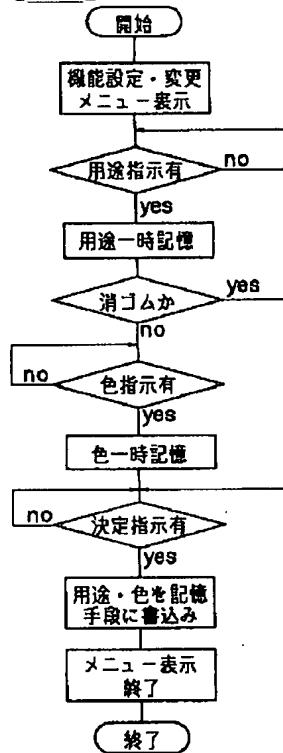 開始
機能設定・変更
メニュー表示
用途指示有
no
yes
用途一時記憶
消ゴムか
yes
no
色指示有
no
yes
色一時記憶
決定指示有
no
yes
用途・色を記憶
手段に書込み
メニュー表示
終了
終了